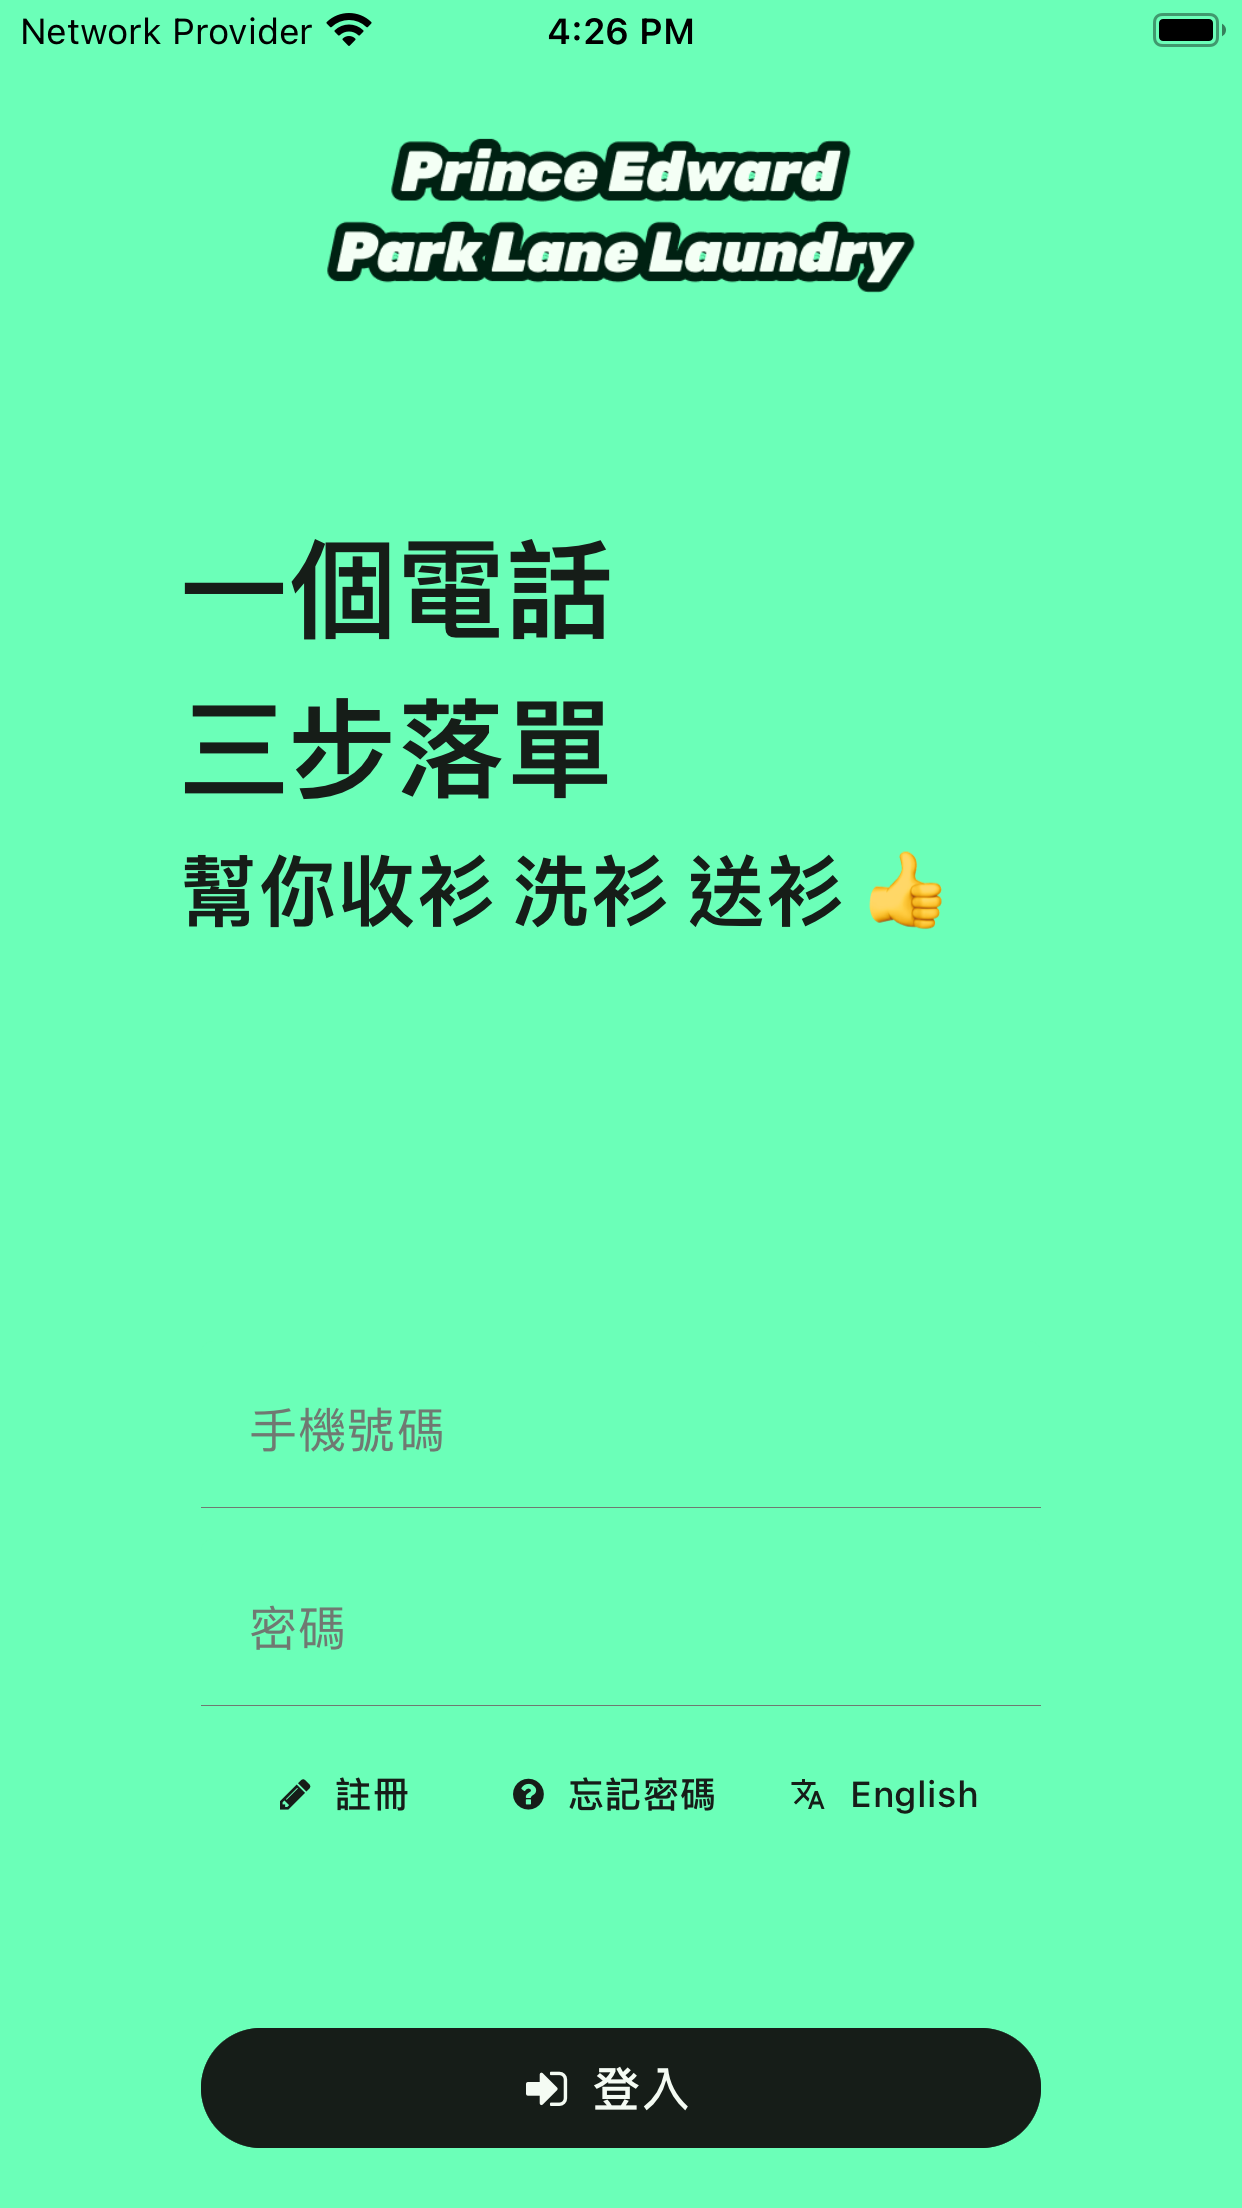 Network Provider 4:26 PM
Prince Edward
Park Lane Laundry
一個電話
三步落單
幫你收衫 洗衫 送衫 👍
手機號碼
密碼
註冊 忘記密碼 English
登入